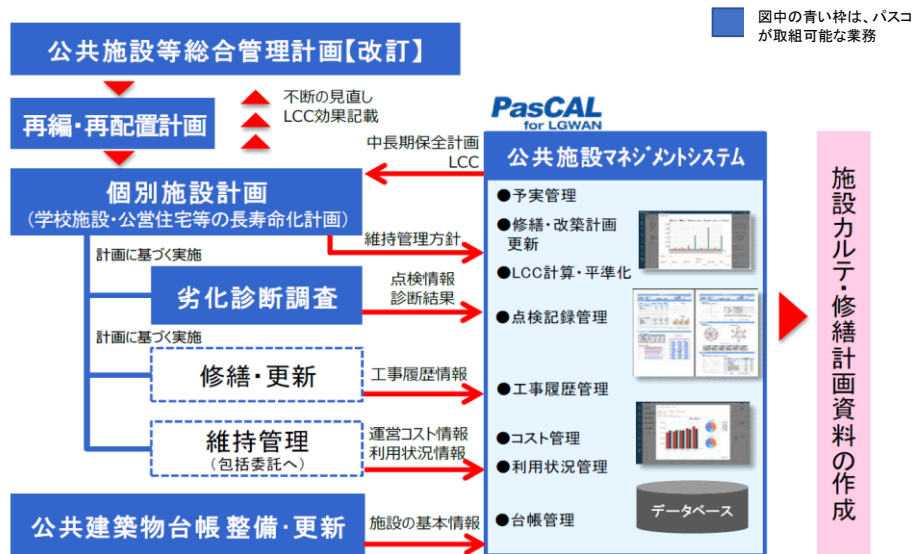 図中の青い枠は、パスコ
が取組可能な業務
公共施設等総合管理計画【改訂】
不断の見直し
LCC効果記載
再編・再配置計画
PasCAL
for LGWAN
中長期保全計画
LCC
公共施設マネジメントシステム
個別施設計画
(学校施設・公営住宅等の長寿命化計画)
維持管理方針
計画に基づく実施
劣化診断調査
点検情報
診断結果
計画に基づく実施
修繕・更新
工事履歴情報
維持管理
(包括委託へ)
運営コスト情報
利用状況情報
公共建築物台帳 整備・更新
施設の基本情報
●予実管理
●修繕・改築計画
更新
●LCC計算・平準化
●点検記録管理
●工事履歴管理
●コスト管理
●利用状況管理
●台帳管理
データベース
施設カルテ・修繕計画資料の作成